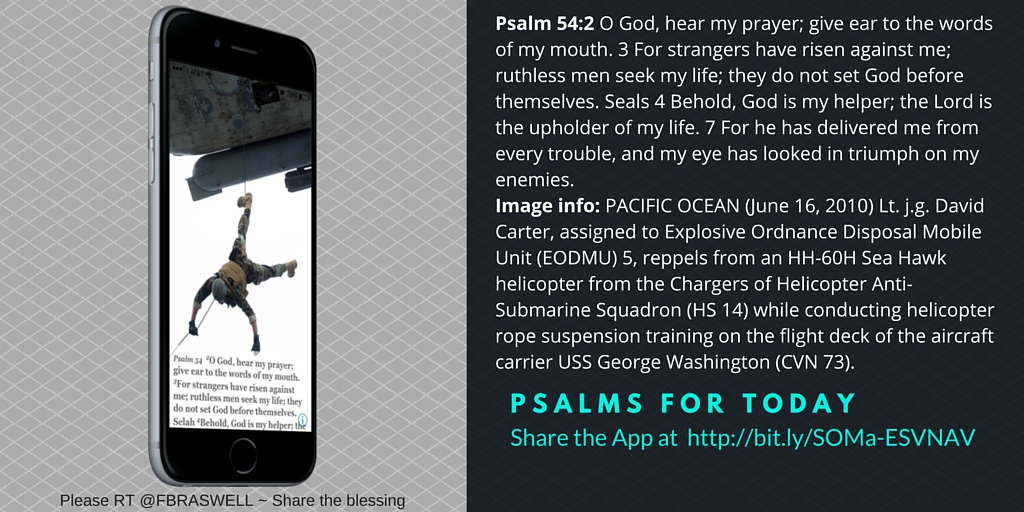 AT&T
Psalm 54 ²O God, hear my prayer;
give ear to the words of my mouth.
³For strangers have risen against
me; ruthless men seek my life; they
do not set God before themselves.
Selah ⁴Behold, God is my helper; the
Please RT @FBRASWELL ~ Share the blessing
Psalm 54:2 O God, hear my prayer; give ear to the words
of my mouth. 3 For strangers have risen against me;
ruthless men seek my life; they do not set God before
themselves. Seals 4 Behold, God is my helper; the Lord is
the upholder of my life. 7 For he has delivered me from
every trouble, and my eye has looked in triumph on my
enemies.
Image info: PACIFIC OCEAN (June 16, 2010) Lt. j.g. David
Carter, assigned to Explosive Ordnance Disposal Mobile
Unit (EODMU) 5, reppels from an HH-60H Sea Hawk
helicopter from the Chargers of Helicopter Anti-
Submarine Squadron (HS 14) while conducting helicopter
rope suspension training on the flight deck of the aircraft
carrier USS George Washington (CVN 73).
PSALMS FOR TODAY
Share the App at http://bit.ly/SOMa-ESVNAV